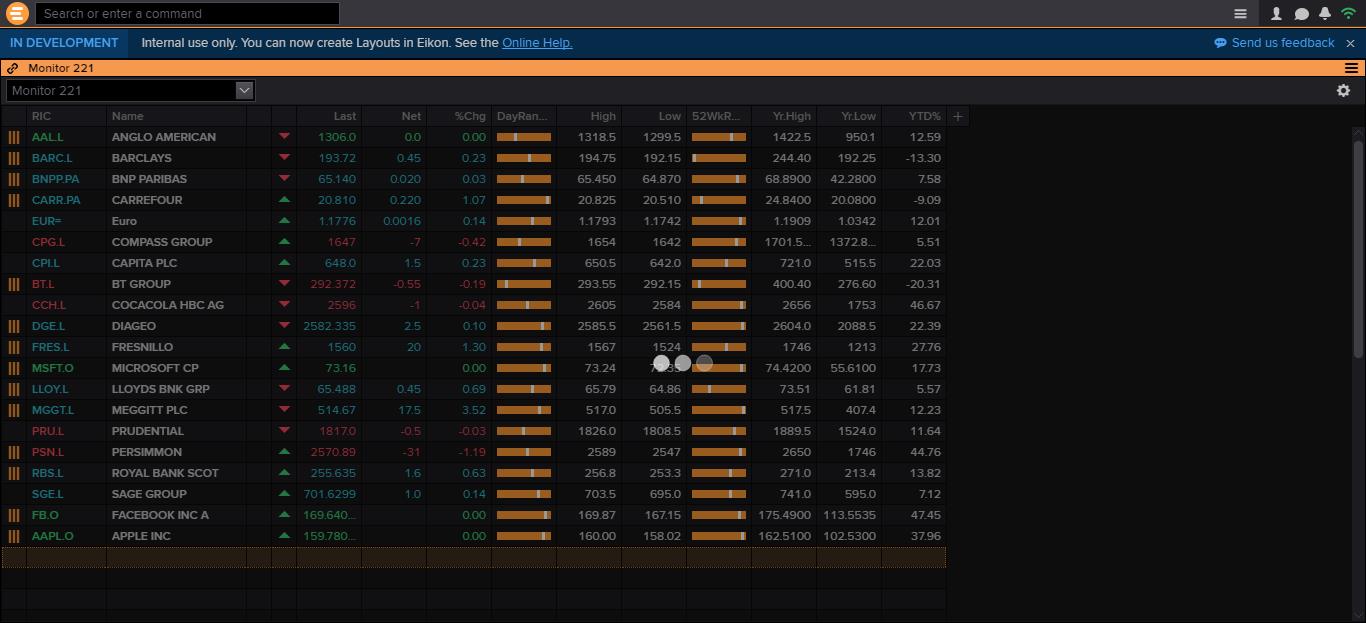 Search or enter a command
IN DEVELOPMENT Internal use only. You can now create Layouts in Eikon. See the Online Help. Send us feedback
Monitor 221
Monitor 221
RIC Name Last Net %Chg DayRan... High Low 52WkR... Yr.High Yr.Low YTD% +
AAL.L ANGLO AMERICAN 1306.0 0.0 0.00 1318.5 1299.5 1422.5 950.1 12.59
BARC.L BARCLAYS 193.72 0.45 0.23 194.75 192.15 244.40 192.25 -13.30
BNPP.PA BNP PARIBAS 65.140 0.020 0.03 65.450 64.870 68.8900 42.2800 7.58
CARR.PA CARREFOUR 20.810 0.220 1.07 20.825 20.510 24.8400 20.0800 -9.09
EUR= Euro 1.1776 0.0016 0.14 1.1793 1.1742 1.1909 1.0342 12.01
CPG.L COMPASS GROUP 1647 -7 -0.42 1654 1642 1701.5... 1372.8... 5.51
CPI.L CAPITA PLC 648.0 1.5 0.23 650.5 642.0 721.0 515.5 22.03
BT.L BT GROUP 292.372 -0.55 -0.19 293.55 292.15 400.40 276.60 -20.31
CCH.L COCACOLA HBC AG 2596 -1 -0.04 2605 2584 2656 1753 46.67
DGE.L DIAGEO 2582.335 2.5 0.10 2585.5 2561.5 2604.0 2088.5 22.39
FRES.L FRESNILLO 1560 20 1.30 1567 1524 1746 1213 27.76
MSFT.O MICROSOFT CP 73.16 0.00 73.24 74.4200 55.6100 17.73
LLOY.L LLOYDS BNK GRP 65.488 0.45 0.69 65.79 64.86 73.51 61.81 5.57
MGGT.L MEGGITT PLC 514.67 17.5 3.52 517.0 505.5 517.5 407.4 12.23
PRU.L PRUDENTIAL 1817.0 -0.5 -0.03 1826.0 1808.5 1889.5 1524.0 11.64
PSN.L PERSIMMON 2570.89 -31 -1.19 2589 2547 2650 1746 44.76
RBS.L ROYAL BANK SCOT 255.635 1.6 0.63 256.8 253.3 271.0 213.4 13.82
SGE.L SAGE GROUP 701.6299 1.0 0.14 703.5 695.0 741.0 595.0 7.12
FB.O FACEBOOK INC A 169.640... 0.00 169.87 167.15 175.4900 113.5535 47.45
AAPL.O APPLE INC 159.780... 0.00 160.00 158.02 162.5100 102.5300 37.96